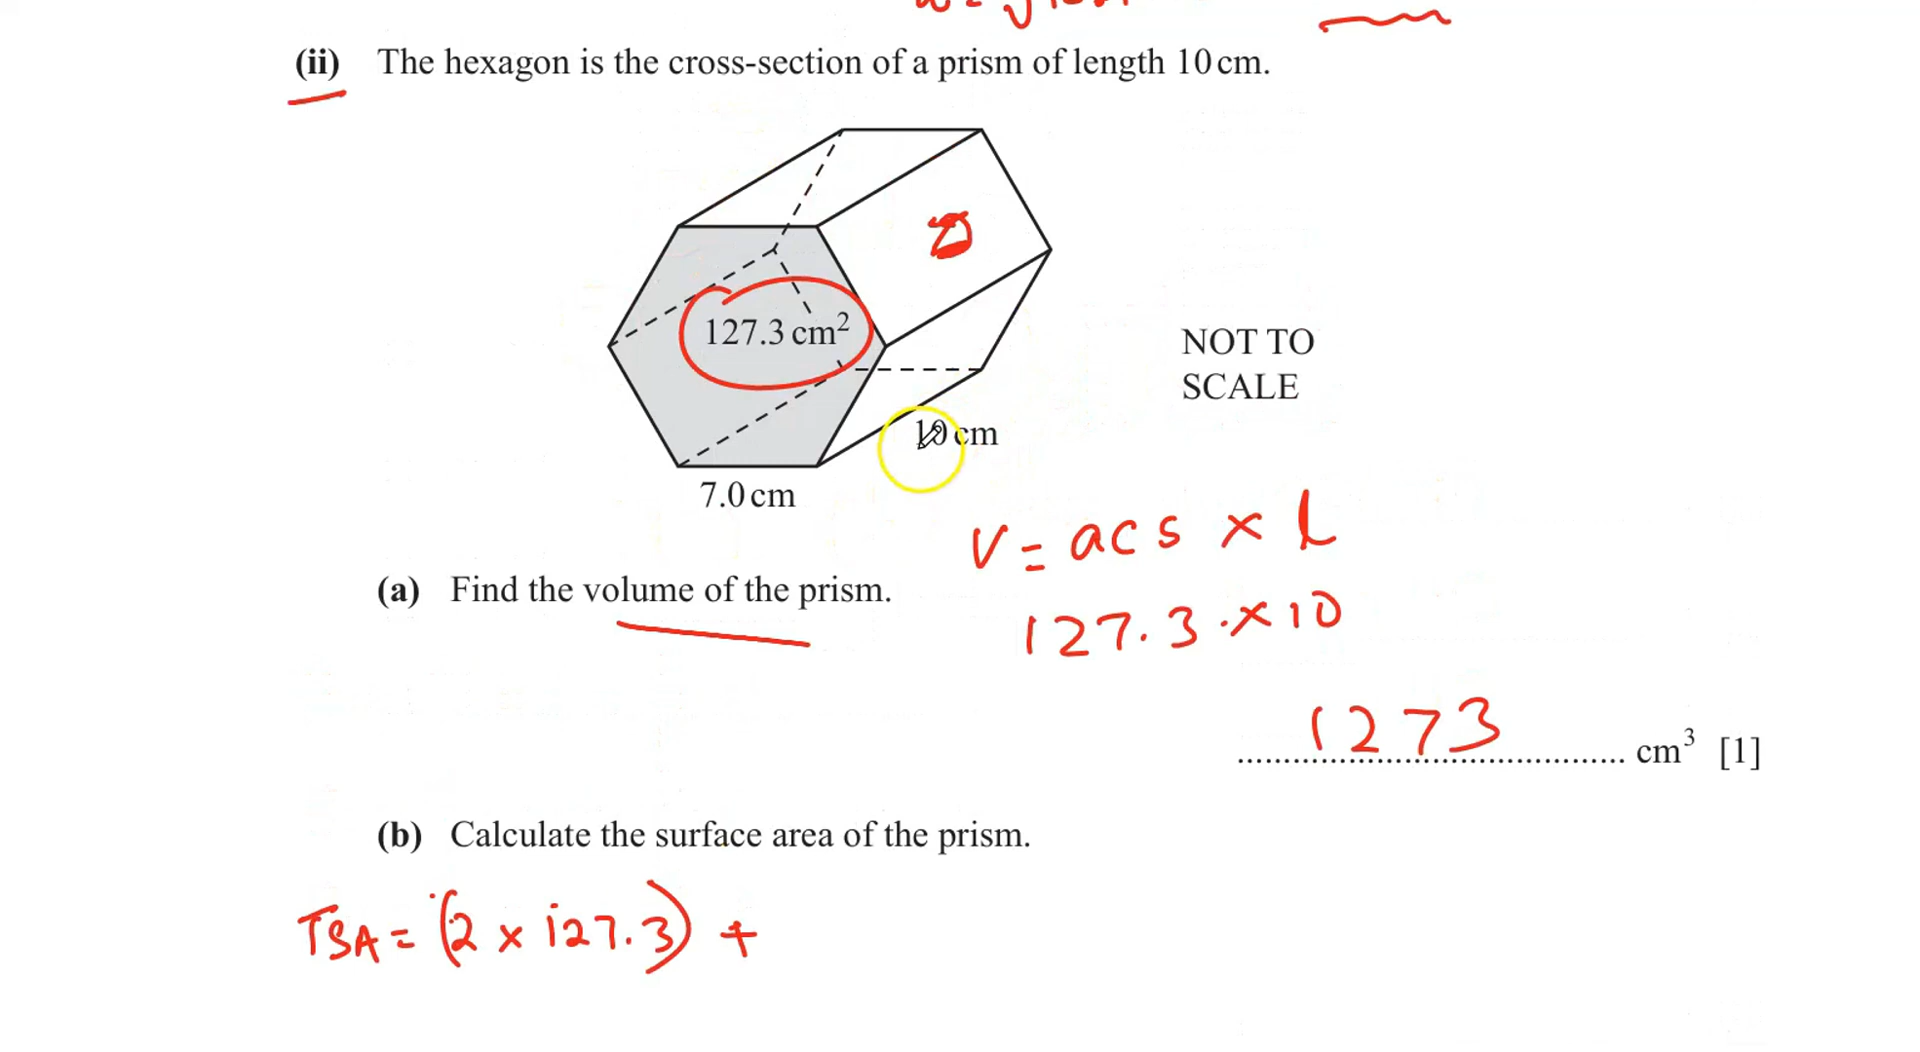 (ii) The hexagon is the cross-section of a prism of length 10 cm.
127.3 cm²
NOT TO
SCALE
10 cm
7.0 cm
V = acs × L
(a) Find the volume of the prism.
127.3 × 10
1273 cm³ [1]
(b) Calculate the surface area of the prism.
TSA = (2 × 127.3) +